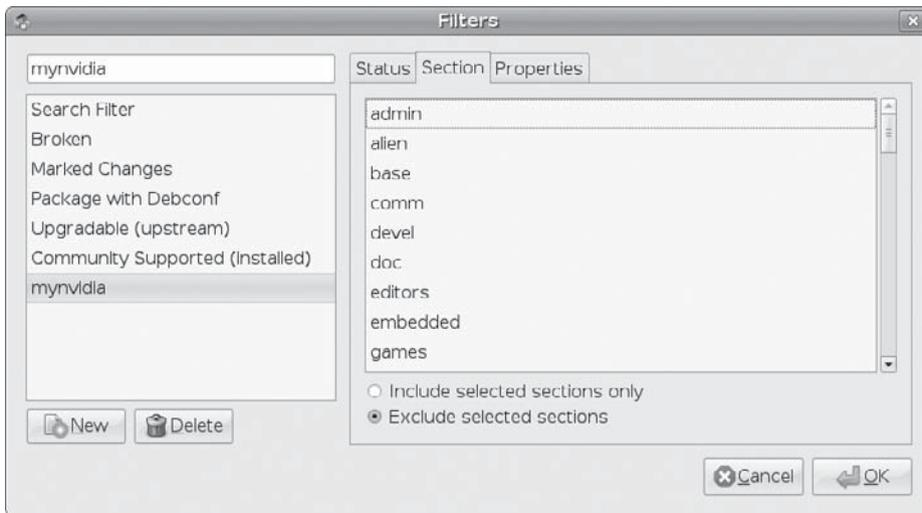 Filters
mynvidia
Search Filter
Broken
Marked Changes
Package with Debconf
Upgradable (upstream)
Community Supported (installed)
mynvidia
New
Delete
Status
Section
Properties
admin
alien
base
comm
devel
doc
editors
embedded
games
Include selected sections only
Exclude selected sections
Cancel
OK